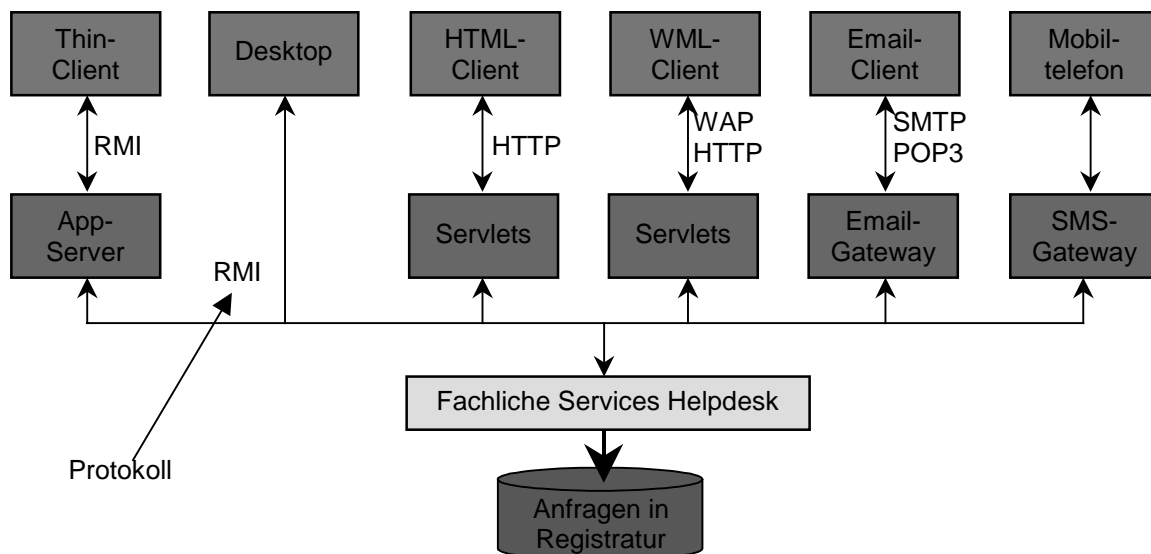 Thin-
Client
Desktop
HTML-
Client
WML-
Client
Email-
Client
Mobil-
telefon
RMI
HTTP
WAP
HTTP
SMTP
POP3
App-
Server
Servlets
Servlets
Email-
Gateway
SMS-
Gateway
RMI
Fachliche Services Helpdesk
Protokoll
Anfragen in
Registratur